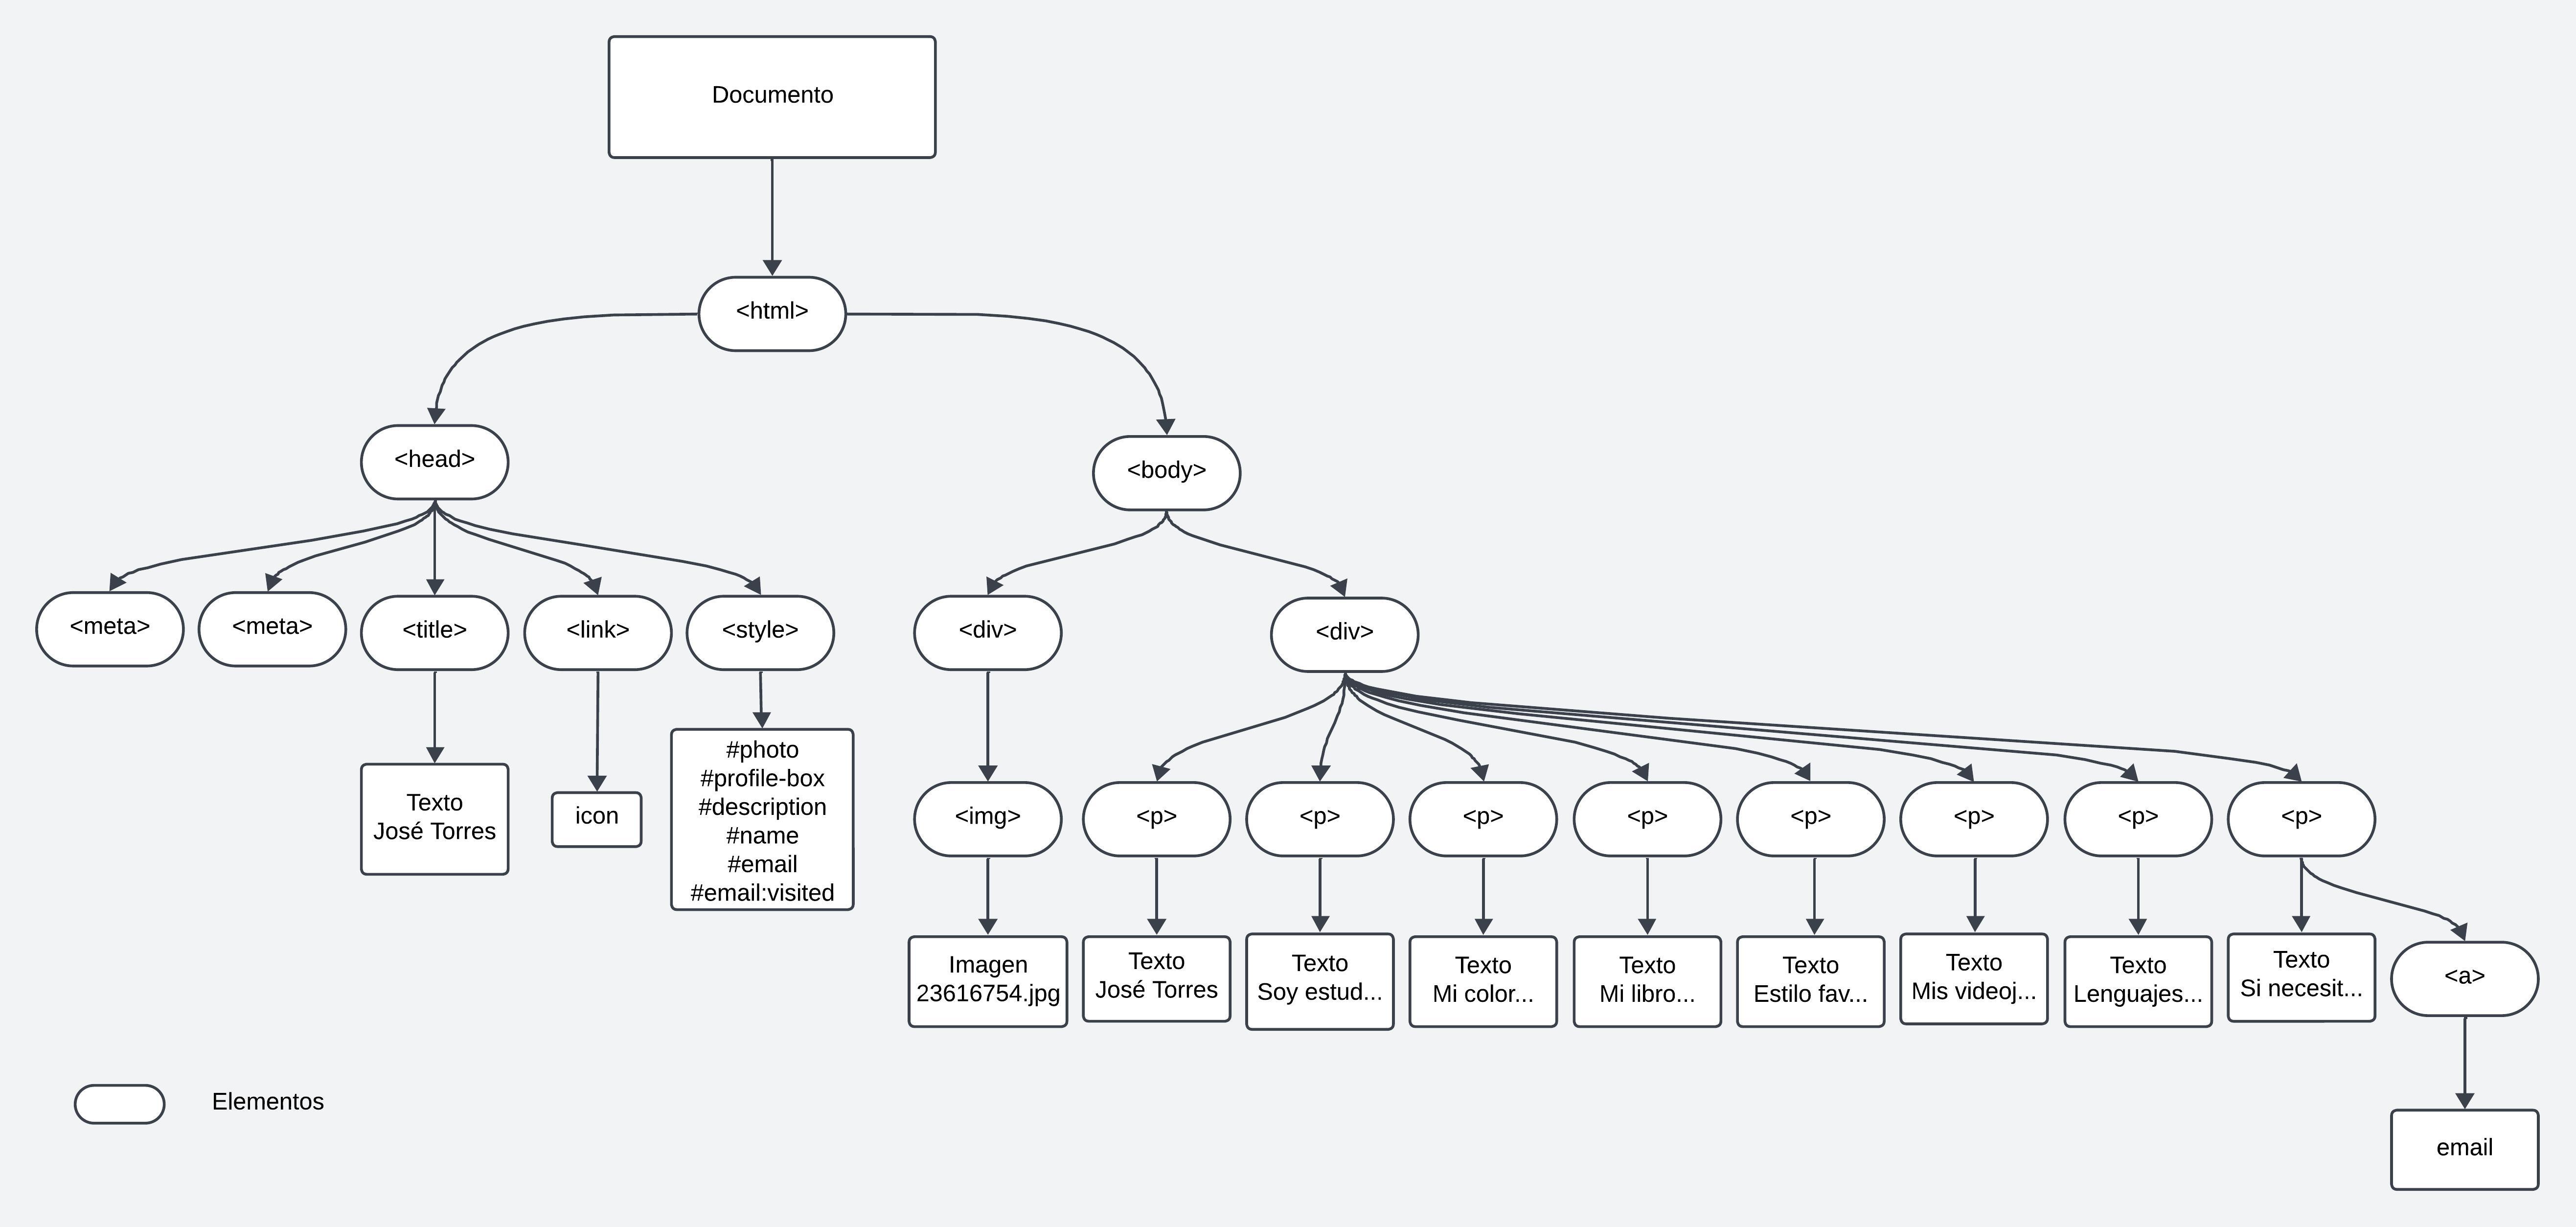 Documento
<html>
<head>
<body>
<meta>
<meta>
<title>
<link>
<style>
<div>
<div>
Texto
José Torres
icon
#photo
#profile-box
#description
#name
#email
#email:visited
<img>
<p>
<p>
<p>
<p>
<p>
<p>
<p>
<p>
Imagen
23616754.jpg
Texto
José Torres
Texto
Soy estud...
Texto
Mi color...
Texto
Mi libro...
Texto
Estilo fav...
Texto
Mis videoj...
Texto
Lenguajes...
Texto
Si necesit...
<a>
email
Elementos